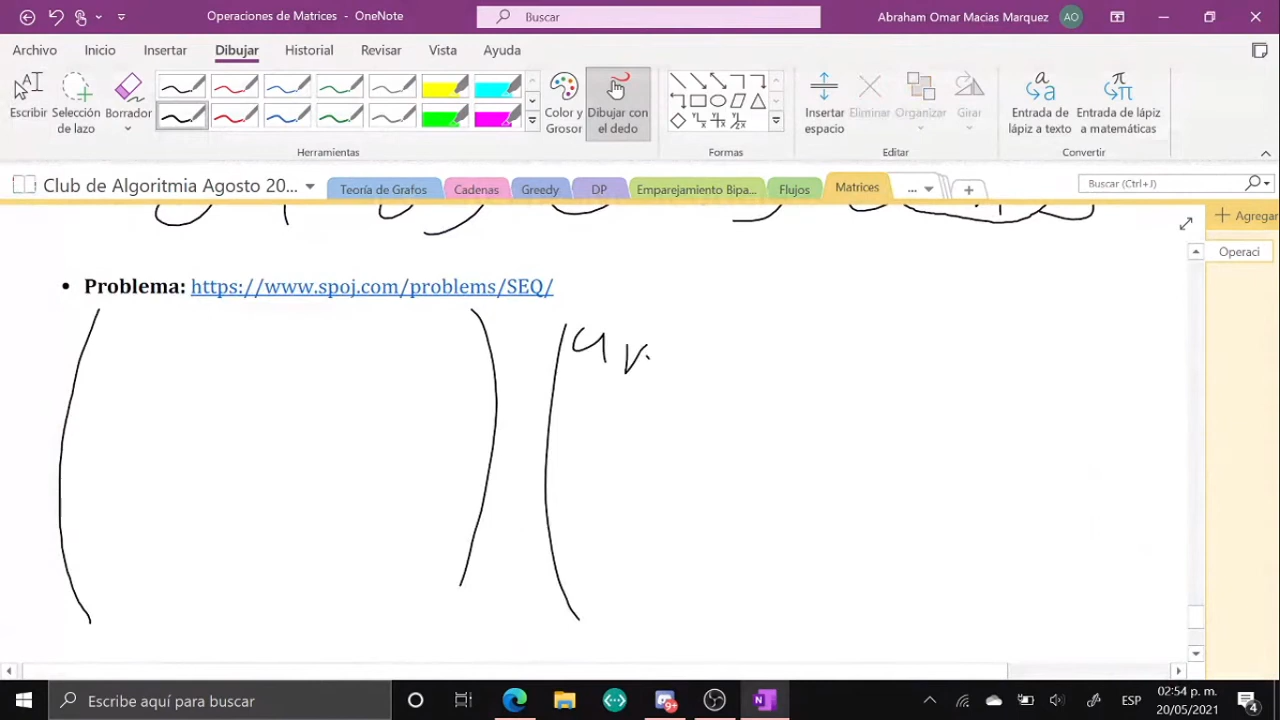 Operaciones de Matrices - OneNote
Buscar
Abraham Omar Macias Marquez AO
Archivo Inicio Insertar Dibujar Historial Revisar Vista Ayuda
Escribir
Selección de lazo
Borrador
Color y Grosor
Dibujar con el dedo
Insertar espacio
Eliminar
Organizar
Girar
Entrada de lápiz a texto
Entrada de lápiz a matemáticas
Herramientas Formas Editar Convertir
Club de Algoritmia Agosto 20... Teoría de Grafos Cadenas Greedy DP Emparejamiento Bipa... Flujos Matrices ... + Buscar (Ctrl+J)
+ Agregar
Operaci
• Problema: https://www.spoj.com/problems/SEQ/
Escribe aquí para buscar
9+
ESP
02:54 p. m.
20/05/2021
4